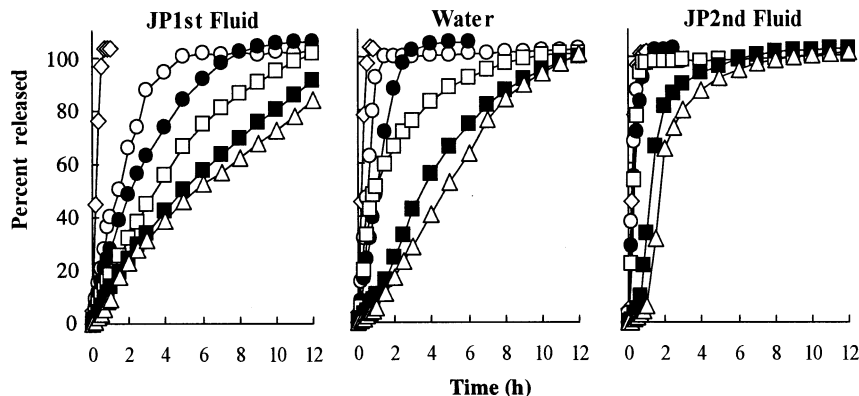 JP1st Fluid
Water
JP2nd Fluid
Percent released
100
80
60
40
20
0
0 2 4 6 8 10 12
0 2 4 6 8 10 12
0 2 4 6 8 10 12
Time (h)